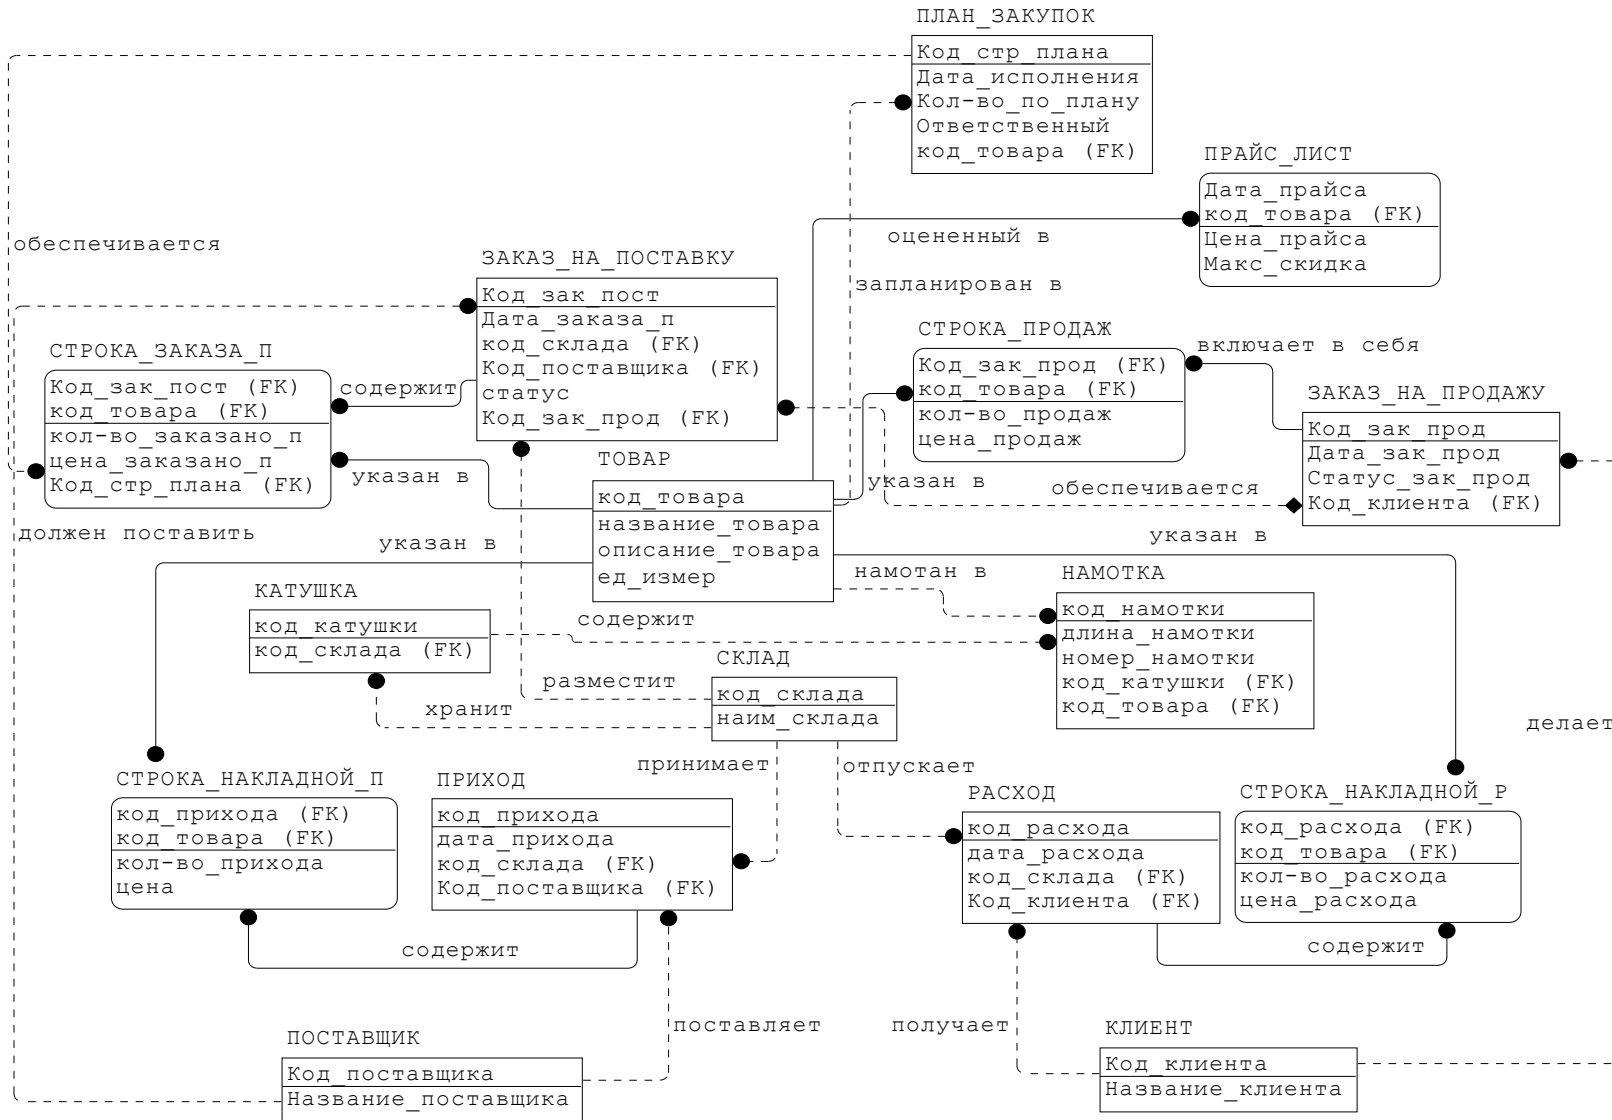 ПЛАН_ЗАКУПОК
Код_стр_плана
Дата_исполнения
Кол-во_по_плану
Ответственный
код_товара (FK)
ПРАЙС_ЛИСТ
Дата_прайса
код_товара (FK)
Цена_прайса
Макс_скидка
обеспечивается
оцененный в
запланирован в
ЗАКАЗ_НА_ПОСТАВКУ
Код_зак_пост
Дата_заказа_п
код_склада (FK)
Код_поставщика (FK)
статус
Код_зак_прод (FK)
СТРОКА_ЗАКАЗА_П
Код_зак_пост (FK)
код_товара (FK)
кол-во_заказано_п
цена_заказано_п
Код_стр_плана (FK)
содержит
указан в
СТРОКА_ПРОДАЖ
Код_зак_прод (FK)
код_товара (FK)
кол-во_продаж
цена_продаж
включает в себя
ЗАКАЗ_НА_ПРОДАЖУ
Код_зак_прод
Дата_зак_прод
Статус_зак_прод
Код_клиента (FK)
ТОВАР
код_товара
название_товара
описание_товара
ед_измер
указан в
обеспечивается
должен поставить
указан в
указан в
намотан в
КАТУШКА
код_катушки
код_склада (FK)
содержит
НАМОТКА
код_намотки
длина_намотки
номер_намотки
код_катушки (FK)
код_товара (FK)
СКЛАД
код_склада
наим_склада
разместит
хранит
делает
принимает
отпускает
СТРОКА_НАКЛАДНОЙ_П
код_прихода (FK)
код_товара (FK)
кол-во_прихода
цена
ПРИХОД
код_прихода
дата_прихода
код_склада (FK)
Код_поставщика (FK)
РАСХОД
код_расхода
дата_расхода
код_склада (FK)
Код_клиента (FK)
СТРОКА_НАКЛАДНОЙ_Р
код_расхода (FK)
код_товара (FK)
кол-во_расхода
цена_расхода
содержит
содержит
поставляет
получает
ПОСТАВЩИК
Код_поставщика
Название_поставщика
КЛИЕНТ
Код_клиента
Название_клиента